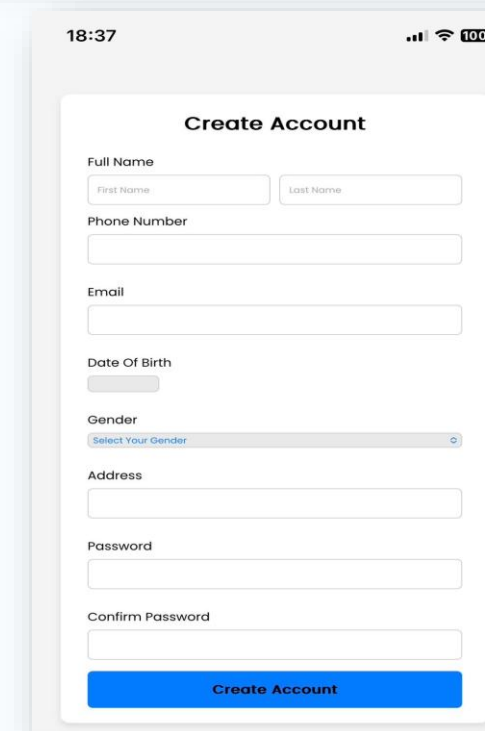 18:37 100
Create Account
Full Name
First Name Last Name
Phone Number
Email
Date Of Birth
Gender
Select Your Gender
Address
Password
Confirm Password
Create Account